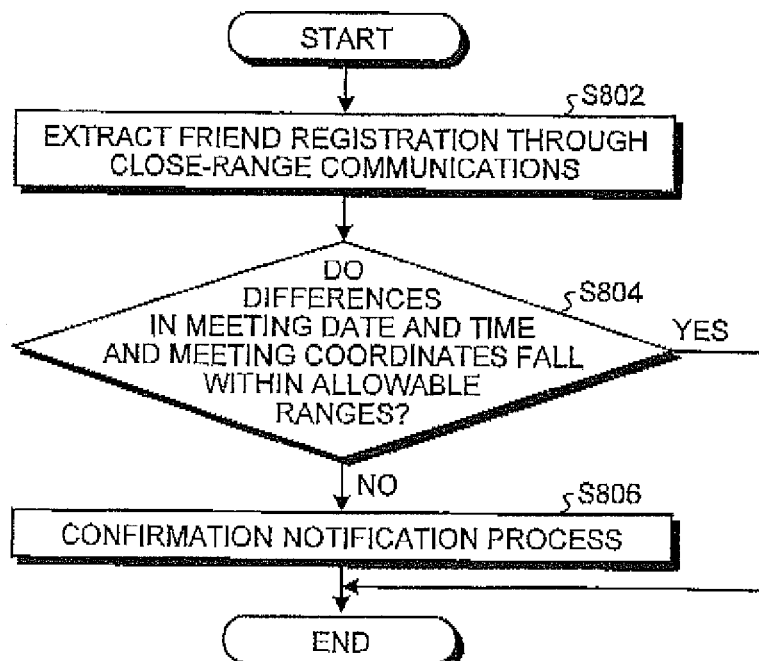 START
S802
EXTRACT FRIEND REGISTRATION THROUGH
CLOSE-RANGE COMMUNICATIONS
DO
DIFFERENCES
IN MEETING DATE AND TIME
AND MEETING COORDINATES FALL
WITHIN ALLOWABLE
RANGES?
S804
YES
NO
S806
CONFIRMATION NOTIFICATION PROCESS
END